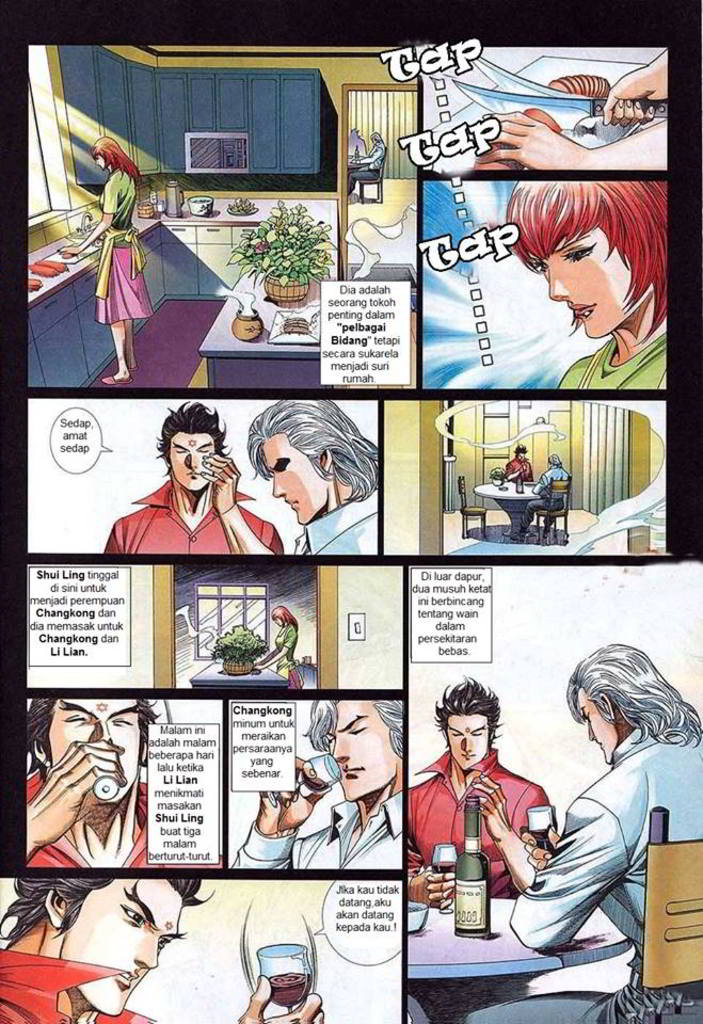 Tap
Tap
Tap
Dia adalah
seorang tokoh
penting dalam
"pelbagai
Bidang" tetapi
secara sukarela
menjadi suri
rumah.
Sedap,
amat
sedap
Shui Ling tinggal
di sini untuk
menjadi perempuan
Changkong dan
dia memasak untuk
Changkong dan
Li Lian.
Di luar dapur,
dua musuh ketat
ini berbincang
tentang wain
dalam
persekitaran
bebas.
Malam ini
adalah malam
beberapa hari
lalu ketika
Li Lian
menikmati
masakan
Shui Ling
buat tiga
malam
berturut-turut.
Changkong
minum untuk
meraikan
persaraanya
yang
sebenar.
2009
JIka kau tidak
datang,aku
akan datang
kepada kau.!